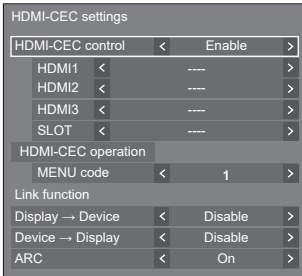 HDMI-CEC settings
HDMI-CEC control < Enable >
HDMI1 < ---- >
HDMI2 < ---- >
HDMI3 < ---- >
SLOT < ---- >
HDMI-CEC operation
MENU code < 1 >
Link function
Display → Device < Disable >
Device → Display < Disable >
ARC < On >